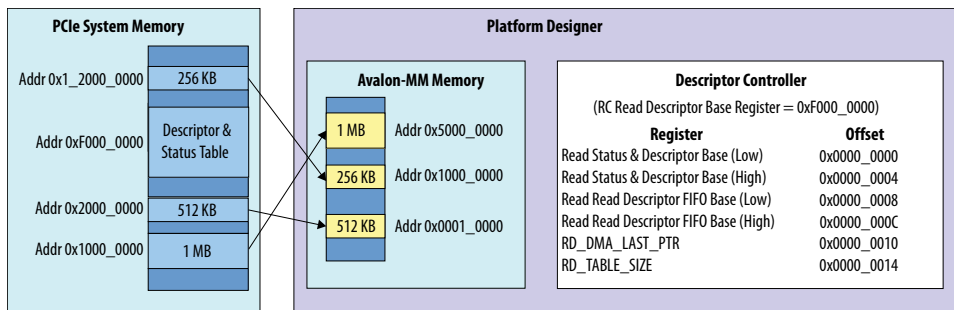 PCIe System Memory
Addr 0x1_2000_0000
256 KB
Addr 0xF000_0000
Descriptor &
Status Table
Addr 0x2000_0000
512 KB
Addr 0x1000_0000
1 MB
Platform Designer
Avalon-MM Memory
1 MB
Addr 0x5000_0000
256 KB
Addr 0x1000_0000
512 KB
Addr 0x0001_0000
Descriptor Controller
(RC Read Descriptor Base Register = 0xF000_0000)
Register Offset
Read Status & Descriptor Base (Low) 0x0000_0000
Read Status & Descriptor Base (High) 0x0000_0004
Read Read Descriptor FIFO Base (Low) 0x0000_0008
Read Read Descriptor FIFO Base (High) 0x0000_000C
RD_DMA_LAST_PTR 0x0000_0010
RD_TABLE_SIZE 0x0000_0014